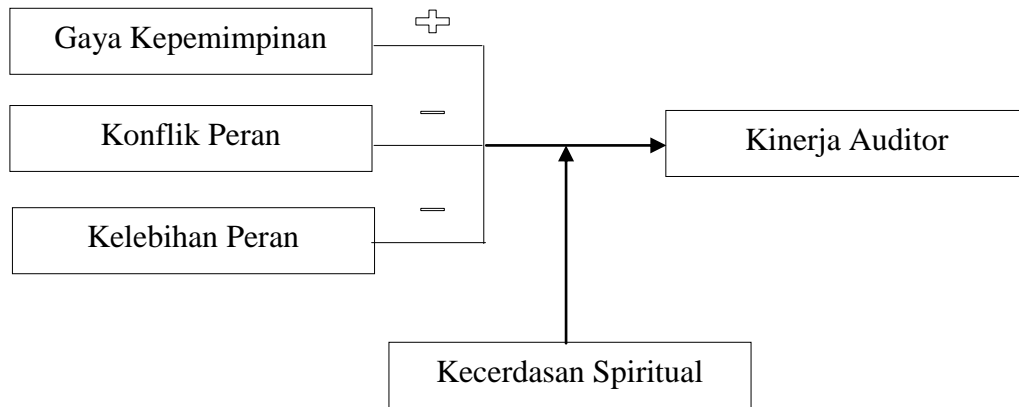 Gaya Kepemimpinan
Konflik Peran
Kinerja Auditor
Kelebihan Peran
Kecerdasan Spiritual